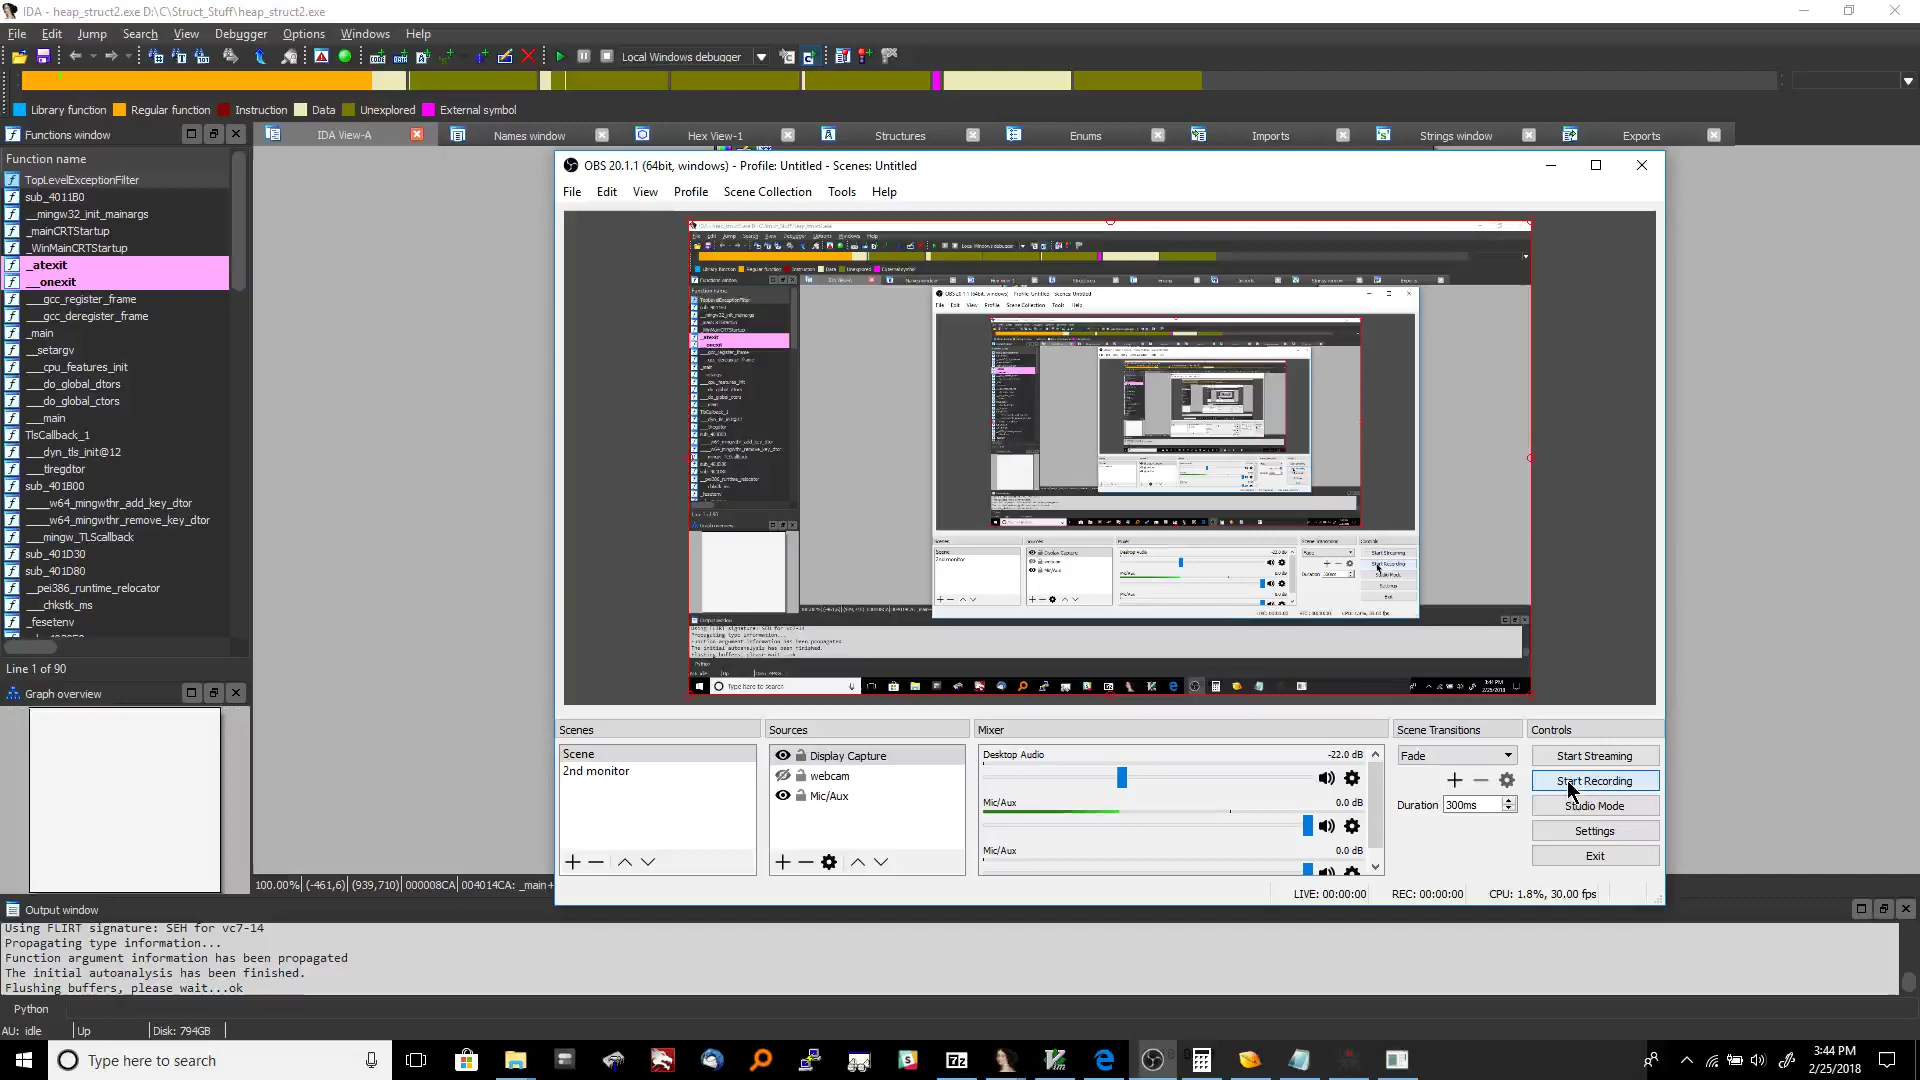 IDA - heap_struct2.exe D:\C\Struct_Stuff\heap_struct2.exe
File Edit Jump Search View Debugger Options Windows Help
Local Windows debugger
Library function Regular function Instruction Data Unexplored External symbol
Functions window
IDA View-A Names window Hex View-1 Structures Enums Imports Strings window Exports
Function name
TopLevelExceptionFilter
sub_4011B0
__mingw32_init_mainargs
_mainCRTStartup
_WinMainCRTStartup
_atexit
__onexit
___gcc_register_frame
___gcc_deregister_frame
_main
__setargv
___cpu_features_init
___do_global_dtors
___do_global_ctors
___main
TlsCallback_1
___dyn_tls_init@12
___tlregdtor
sub_401B00
____w64_mingwthr_add_key_dtor
____w64_mingwthr_remove_key_dtor
____mingw_TLScallback
sub_401D30
sub_401D80
__pei386_runtime_relocator
___chkstk_ms
_fesetenv
Line 1 of 90
Graph overview
100.00% (-461,6) (939,710) 000008CA 004014CA: _main+
OBS 20.1.1 (64bit, windows) - Profile: Untitled - Scenes: Untitled
File Edit View Profile Scene Collection Tools Help
Scenes
Scene
2nd monitor
Sources
Display Capture
webcam
Mic/Aux
Mixer
Desktop Audio -22.0 dB
Mic/Aux 0.0 dB
Mic/Aux 0.0 dB
Scene Transitions
Fade
Duration 300ms
Controls
Start Streaming
Start Recording
Studio Mode
Settings
Exit
LIVE: 00:00:00 REC: 00:00:00 CPU: 1.8%, 30.00 fps
Output window
Using FLIRT signature: SEH for vc7-14
Propagating type information...
Function argument information has been propagated
The initial autoanalysis has been finished.
Flushing buffers, please wait...ok
Python
AU: idle Up Disk: 794GB
Type here to search
3:44 PM
2/25/2018